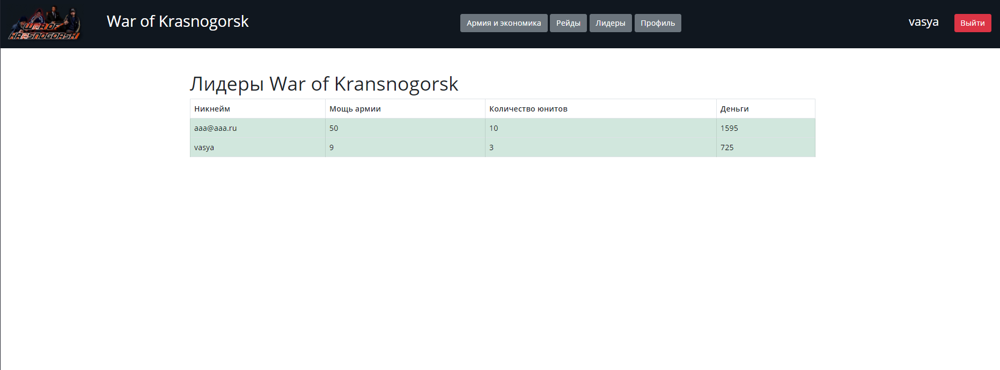 WAR OF
KRASNOGORSK
War of Krasnogorsk
Армия и экономика Рейды Лидеры Профиль
vasya Выйти
Лидеры War of Kransnogorsk
Никнейм Мощь армии Количество юнитов Деньги
aaa@aaa.ru 50 10 1595
vasya 9 3 725